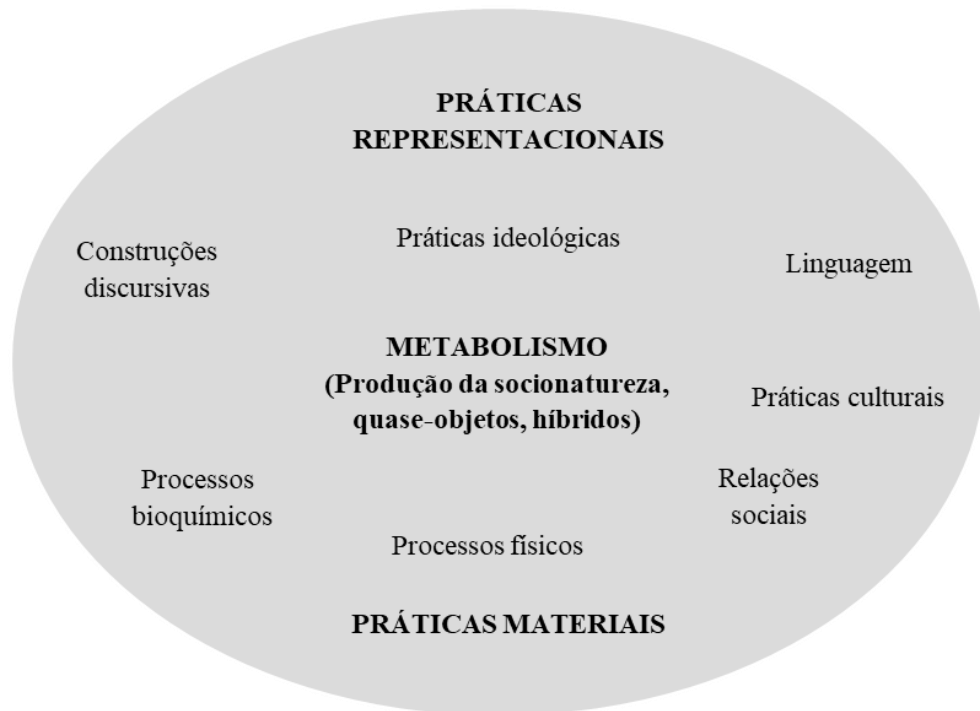 PRÁTICAS
REPRESENTACIONAIS
Práticas ideológicas
Construções
discursivas
Linguagem
METABOLISMO
(Produção da socionatureza,
quase-objetos, híbridos)
Práticas culturais
Processos
bioquímicos
Relações
sociais
Processos físicos
PRÁTICAS MATERIAIS